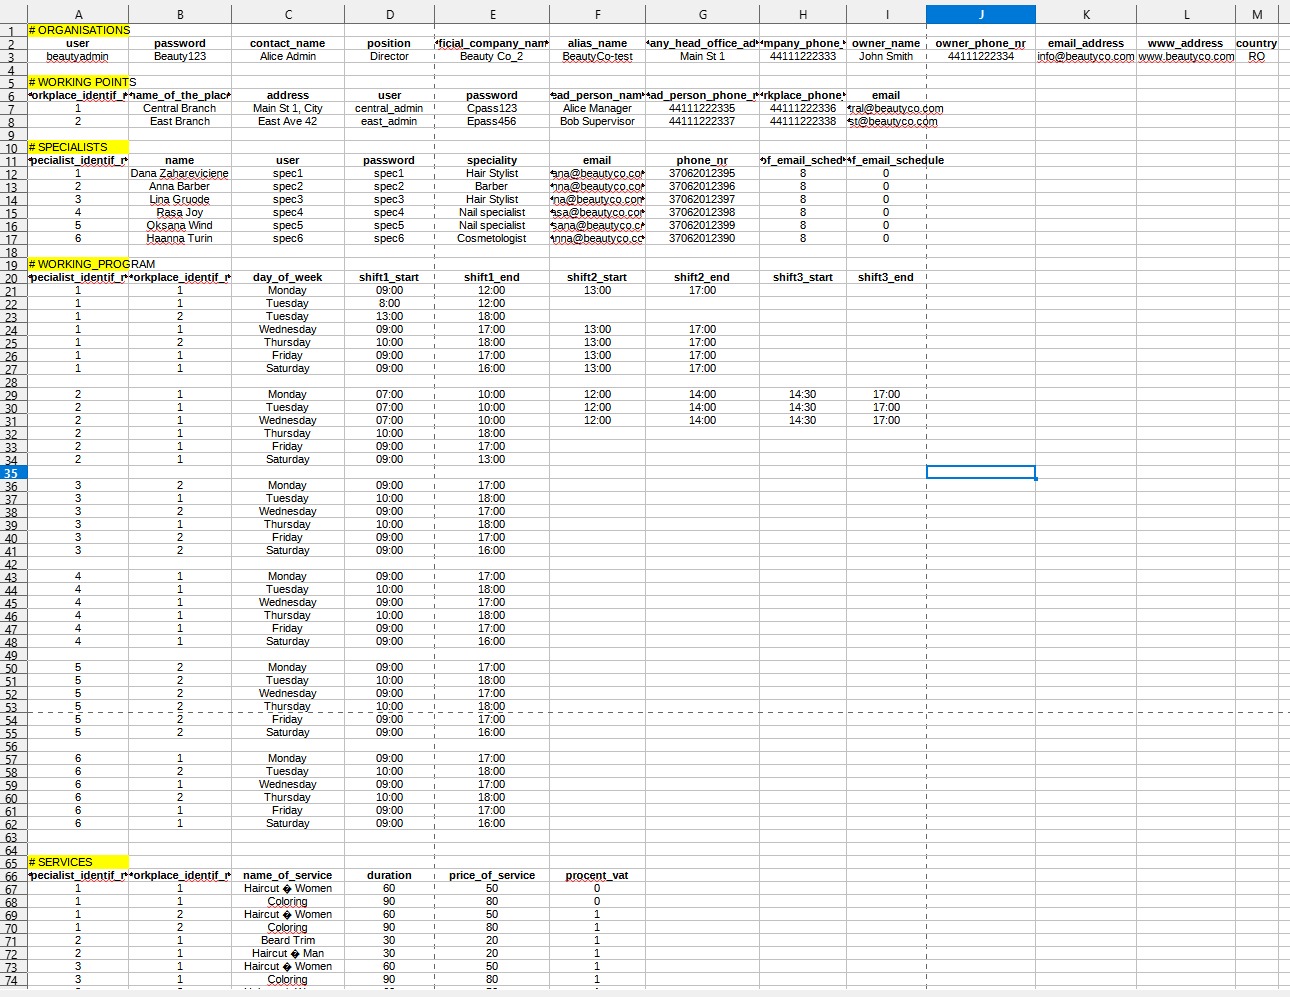 A B C D E F G H I J K L M
1 # ORGANISATIONS
2 user password contact_name position ficial_company_nam alias_name any_head_office_ad mpany_phone_ owner_name owner_phone_nr email_address www_address country
3 beautyadmin Beauty123 Alice Admin Director Beauty Co_2 BeautyCo-test Main St 1 44111222333 John Smith 44111222334 info@beautyco.com www.beautyco.com RO
4
5 # WORKING POINTS
6 orkplace_identif_r name_of_the_plac address user password ead_person_nam ad_person_phone_n rkplace_phone email
7 1 Central Branch Main St 1, City central_admin Cpass123 Alice Manager 44111222335 44111222336 tral@beautyco.com
8 2 East Branch East Ave 42 east_admin Epass456 Bob Supervisor 44111222337 44111222338 st@beautyco.com
9
10 # SPECIALISTS
11 pecialist_identif_r name user password speciality email phone_nr of_email_sched f_email_schedule
12 1 Dana Zahareviciene spec1 spec1 Hair Stylist ana@beautyco.cor 37062012395 8 0
13 2 Anna Barber spec2 spec2 Barber nna@beautyco.cor 37062012396 8 0
14 3 Lina Gruode spec3 spec3 Hair Stylist na@beautyco.com 37062012397 8 0
15 4 Rasa Joy spec4 spec4 Nail specialist asa@beautyco.con 37062012398 8 0
16 5 Oksana Wind spec5 spec5 Nail specialist sana@beautyco.c 37062012399 8 0
17 6 Haanna Turin spec6 spec6 Cosmetologist anna@beautyco.cc 37062012390 8 0
18
19 # WORKING_PROGRAM
20 pecialist_identif_r orkplace_identif_r day_of_week shift1_start shift1_end shift2_start shift2_end shift3_start shift3_end
21 1 1 Monday 09:00 12:00 13:00 17:00
22 1 1 Tuesday 8:00 12:00
23 1 2 Tuesday 13:00 18:00
24 1 1 Wednesday 09:00 17:00 13:00 17:00
25 1 2 Thursday 10:00 18:00 13:00 17:00
26 1 1 Friday 09:00 17:00 13:00 17:00
27 1 1 Saturday 09:00 16:00 13:00 17:00
28
29 2 1 Monday 07:00 10:00 12:00 14:00 14:30 17:00
30 2 1 Tuesday 07:00 10:00 12:00 14:00 14:30 17:00
31 2 1 Wednesday 07:00 10:00 12:00 14:00 14:30 17:00
32 2 1 Thursday 10:00 18:00
33 2 1 Friday 09:00 17:00
34 2 1 Saturday 09:00 13:00
35
36 3 2 Monday 09:00 17:00
37 3 1 Tuesday 10:00 18:00
38 3 2 Wednesday 09:00 17:00
39 3 1 Thursday 10:00 18:00
40 3 2 Friday 09:00 17:00
41 3 2 Saturday 09:00 16:00
42
43 4 1 Monday 09:00 17:00
44 4 1 Tuesday 10:00 18:00
45 4 1 Wednesday 09:00 17:00
46 4 1 Thursday 10:00 18:00
47 4 1 Friday 09:00 17:00
48 4 1 Saturday 09:00 16:00
49
50 5 2 Monday 09:00 17:00
51 5 2 Tuesday 10:00 18:00
52 5 2 Wednesday 09:00 17:00
53 5 2 Thursday 10:00 18:00
54 5 2 Friday 09:00 17:00
55 5 2 Saturday 09:00 16:00
56
57 6 1 Monday 09:00 17:00
58 6 2 Tuesday 10:00 18:00
59 6 1 Wednesday 09:00 17:00
60 6 2 Thursday 10:00 18:00
61 6 1 Friday 09:00 17:00
62 6 1 Saturday 09:00 16:00
63
64
65 # SERVICES
66 pecialist_identif_r orkplace_identif_r name_of_service duration price_of_service procent_vat
67 1 1 Haircut � Women 60 50 0
68 1 1 Coloring 90 80 0
69 1 2 Haircut � Women 60 50 1
70 1 2 Coloring 90 80 1
71 2 1 Beard Trim 30 20 1
72 2 1 Haircut � Man 30 20 1
73 3 1 Haircut � Women 60 50 1
74 3 1 Coloring 90 80 1